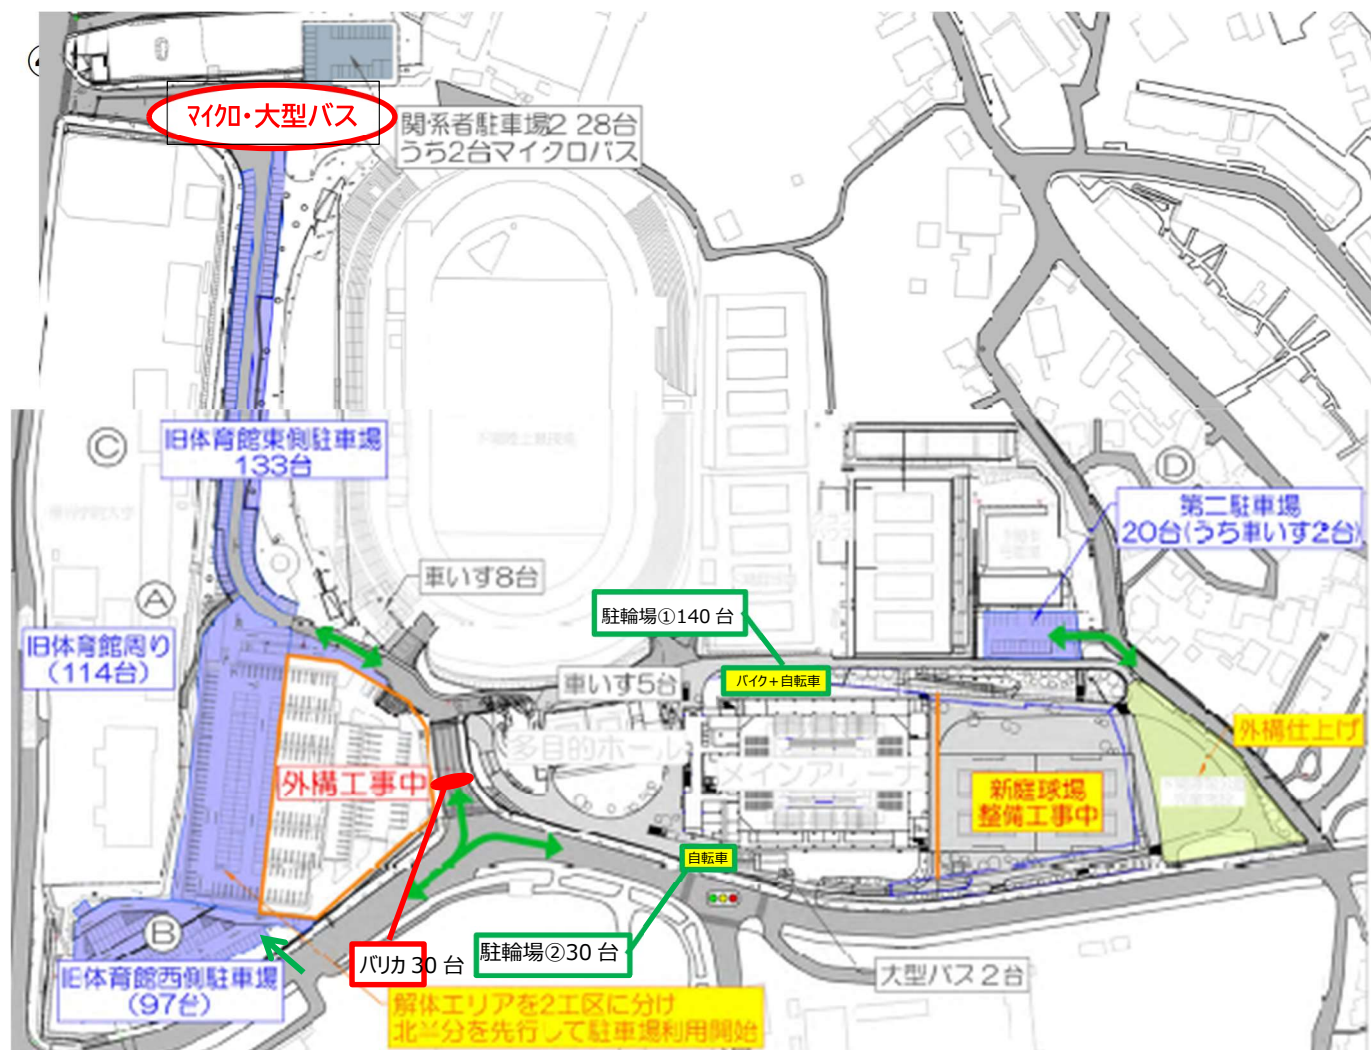 マイクロ・大型バス
関係者駐車場2 28台
うち2台マイクロバス
旧体育館東側駐車場
133台
C
D
第二駐車場
20台(うち車いす2台)
車いす8台
A
駐輪場①140 台
旧体育館周り
(114台)
車いす5台
バイク+自転車
外構仕上げ
多目的ホール
メインアリーナ
外構工事中
新庭球場
整備工事中
自転車
B
バリカ 30 台
駐輪場②30 台
旧体育館西側駐車場
(97台)
大型バス2台
解体エリアを2工区に分け
北半分を先行して駐車場利用開始